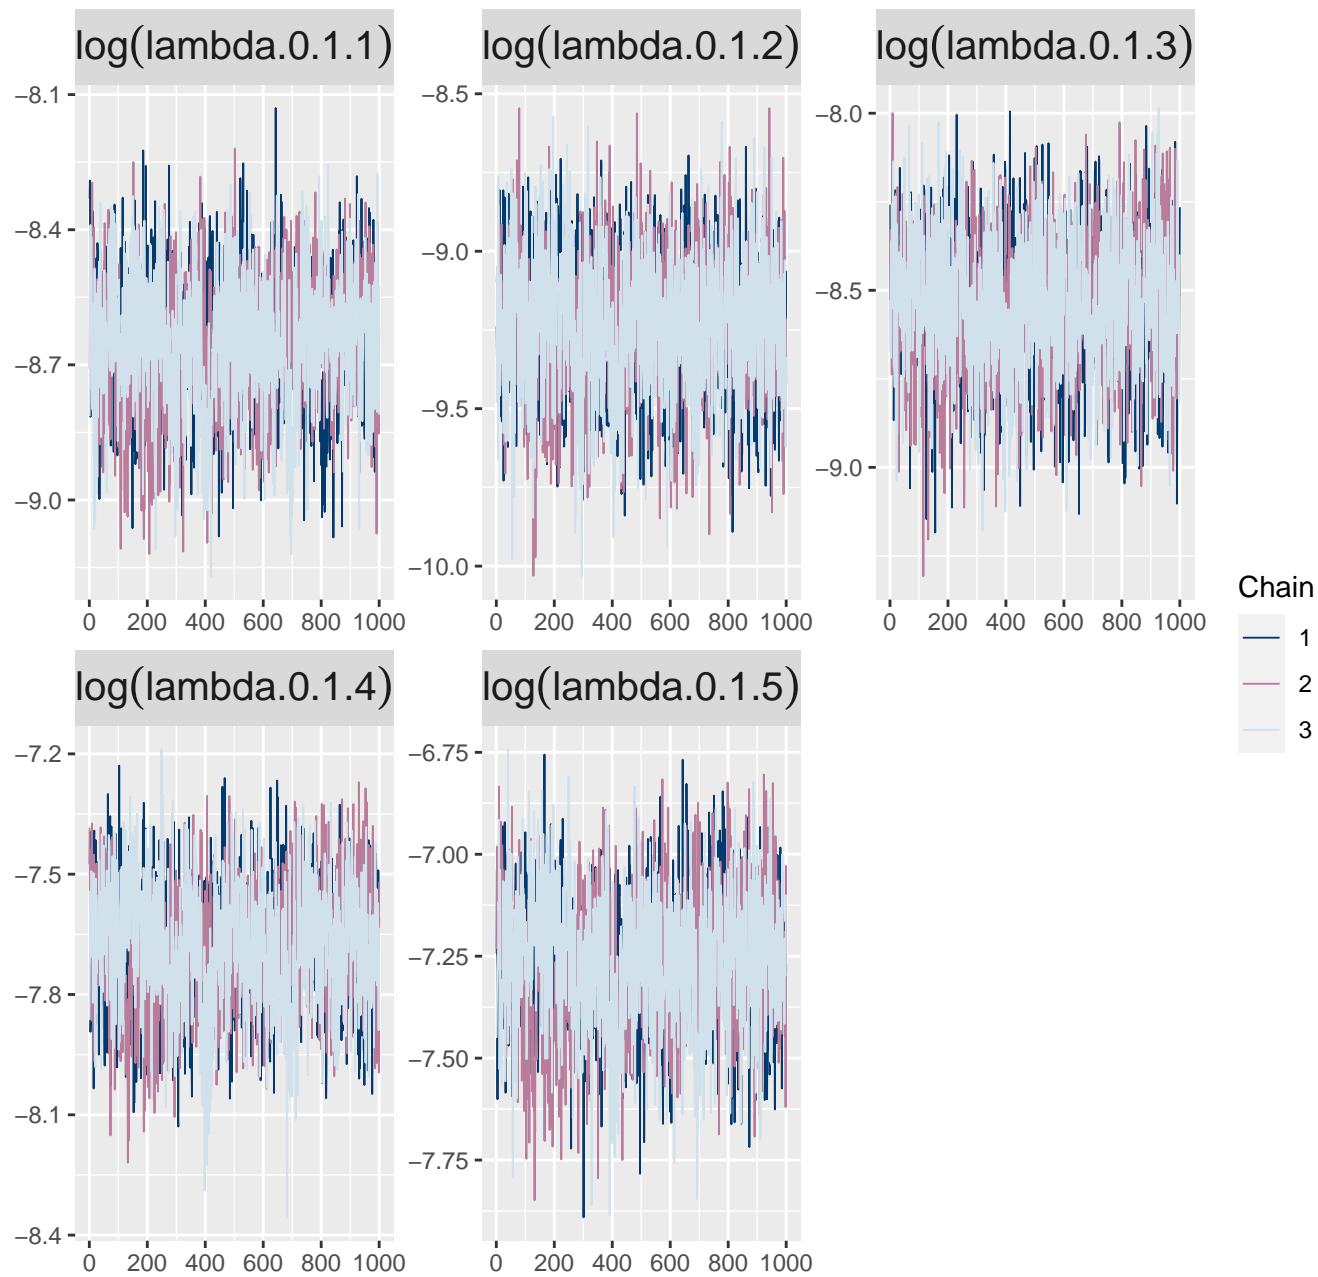 log(lambda.0.1.1)
log(lambda.0.1.2)
log(lambda.0.1.3)
−8.1
−8.4
−8.7
−9.0
0 200 400 600 800 1000
−8.5
−9.0
−9.5
−10.0
0 200 400 600 800 1000
−8.0
−8.5
−9.0
0 200 400 600 800 1000
log(lambda.0.1.4)
log(lambda.0.1.5)
−7.2
−7.5
−7.8
−8.1
−8.4
0 200 400 600 800 1000
−6.75
−7.00
−7.25
−7.50
−7.75
0 200 400 600 800 1000
Chain
1
2
3